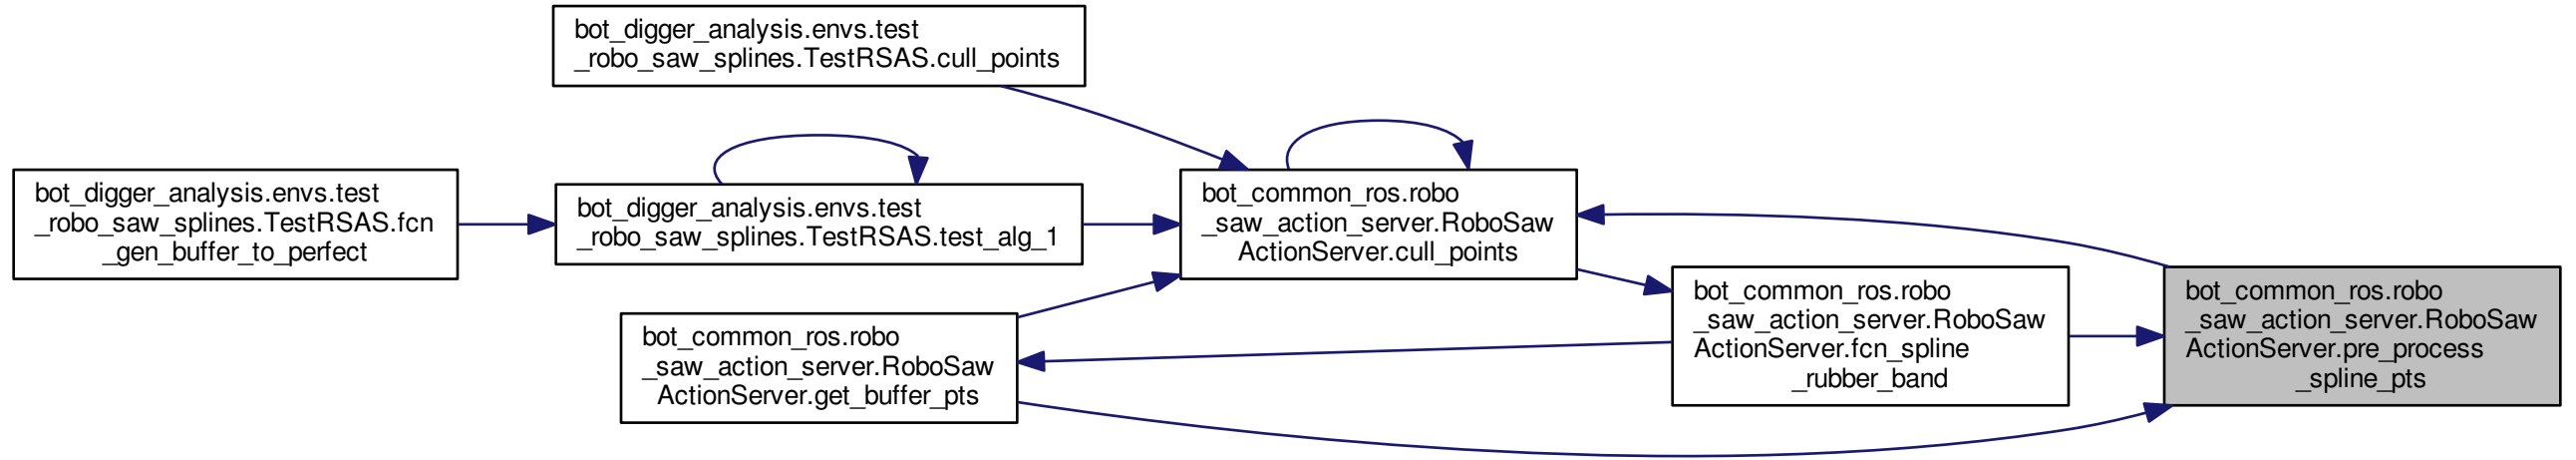 bot_digger_analysis.envs.test
_robo_saw_splines.TestRSAS.cull_points
bot_digger_analysis.envs.test
_robo_saw_splines.TestRSAS.fcn
_gen_buffer_to_perfect
bot_digger_analysis.envs.test
_robo_saw_splines.TestRSAS.test_alg_1
bot_common_ros.robo
_saw_action_server.RoboSaw
ActionServer.cull_points
bot_common_ros.robo
_saw_action_server.RoboSaw
ActionServer.get_buffer_pts
bot_common_ros.robo
_saw_action_server.RoboSaw
ActionServer.fcn_spline
_rubber_band
bot_common_ros.robo
_saw_action_server.RoboSaw
ActionServer.pre_process
_spline_pts